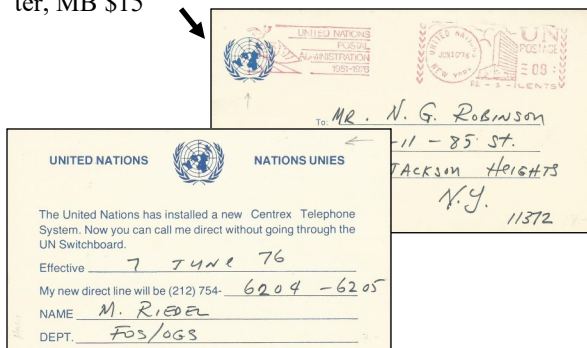 ter, MB $15
UNITED NATIONS
POSTAL
ADMINISTRATION
1951-1976
UNITED NATIONS
NEW YORK
UN
POSTAGE
09
CENTS
To: MR. N. G. ROBINSON
-11 - 85 St.
JACKSON HEIGHTS
N.Y.
11372
UNITED NATIONS NATIONS UNIES
The United Nations has installed a new Centrex Telephone
System. Now you can call me direct without going through the
UN Switchboard.
Effective 7 JUNE 76
My new direct line will be (212) 754- 6204 - 6205
NAME M. RIEDEL
DEPT. FOS/OGS